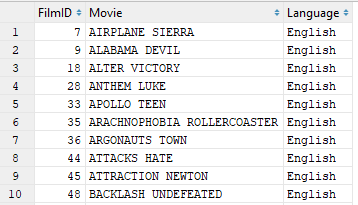 FilmID Movie Language
1 7 AIRPLANE SIERRA English
2 9 ALABAMA DEVIL English
3 18 ALTER VICTORY English
4 28 ANTHEM LUKE English
5 33 APOLLO TEEN English
6 35 ARACHNOPHOBIA ROLLERCOASTER English
7 36 ARGONAUTS TOWN English
8 44 ATTACKS HATE English
9 45 ATTRACTION NEWTON English
10 48 BACKLASH UNDEFEATED English